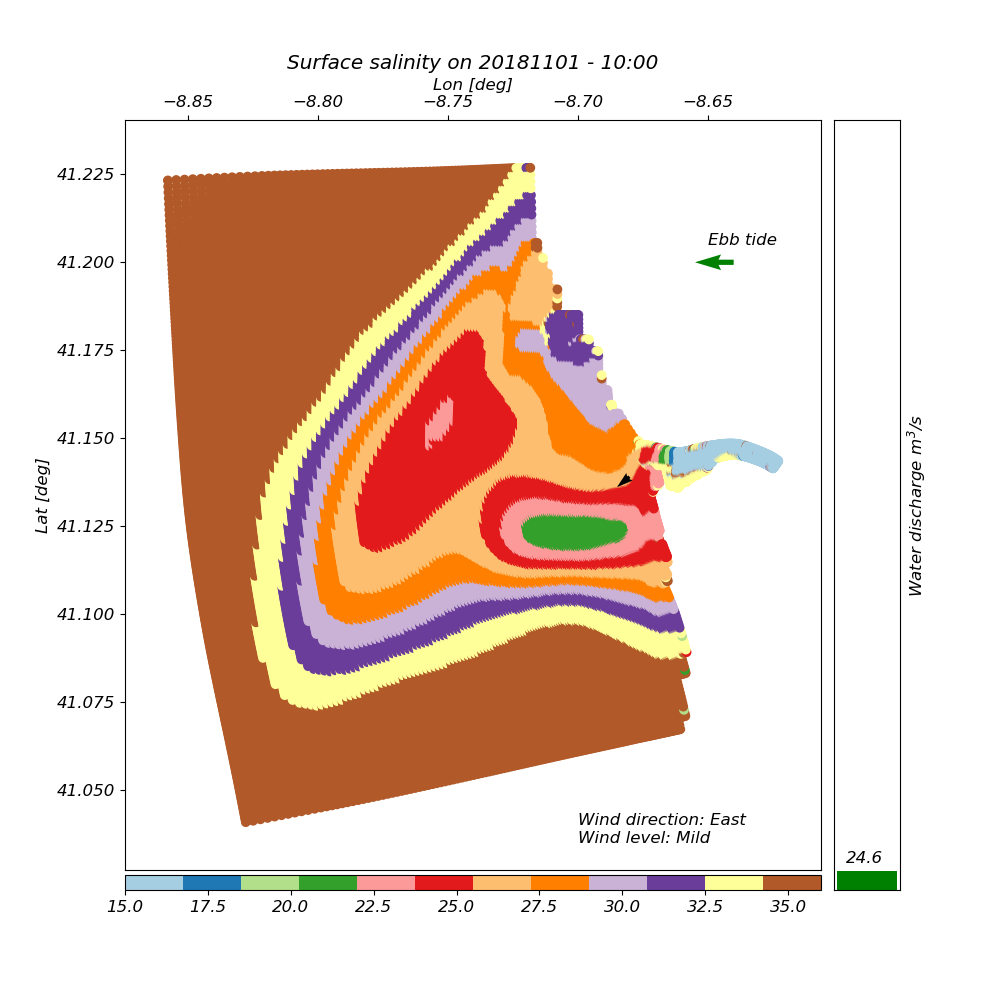 Surface salinity on 20181101 - 10:00
Lon [deg]
−8.85 −8.80 −8.75 −8.70 −8.65
41.225
41.200
41.175
41.150
41.125
41.100
41.075
41.050
Lat [deg]
Ebb tide
Wind direction: East
Wind level: Mild
Water discharge m³/s
24.6
15.0 17.5 20.0 22.5 25.0 27.5 30.0 32.5 35.0